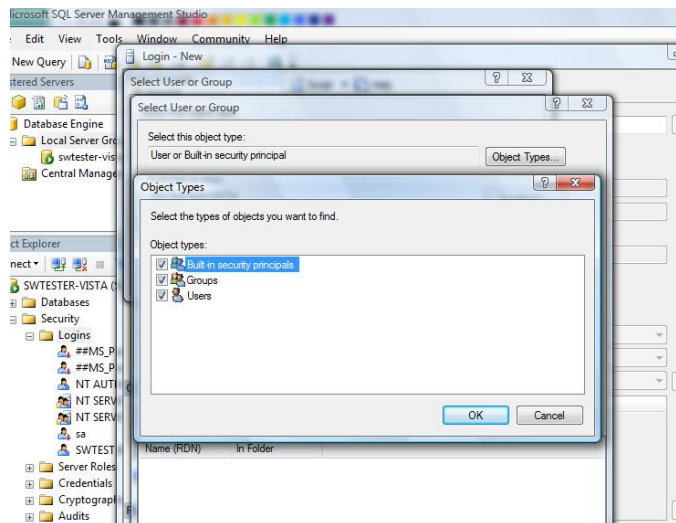 Microsoft SQL Server Management Studio
Edit View Tools Window Community Help
New Query
Login - New
Select User or Group
Select User or Group
Select this object type:
User or Built-in security principal
Object Types...
Object Types
Select the types of objects you want to find.
Object types:
Built-in security principals
Groups
Users
OK
Cancel
Name (RDN)
In Folder
stered Servers
Database Engine
Local Server Gro
swtester-vis
Central Manage
ct Explorer
nect
SWTESTER-VISTA (
Databases
Security
Logins
##MS_P
##MS_P
NT AUT
NT SERV
NT SERV
sa
SWTEST
Server Roles
Credentials
Cryptograph
Audits